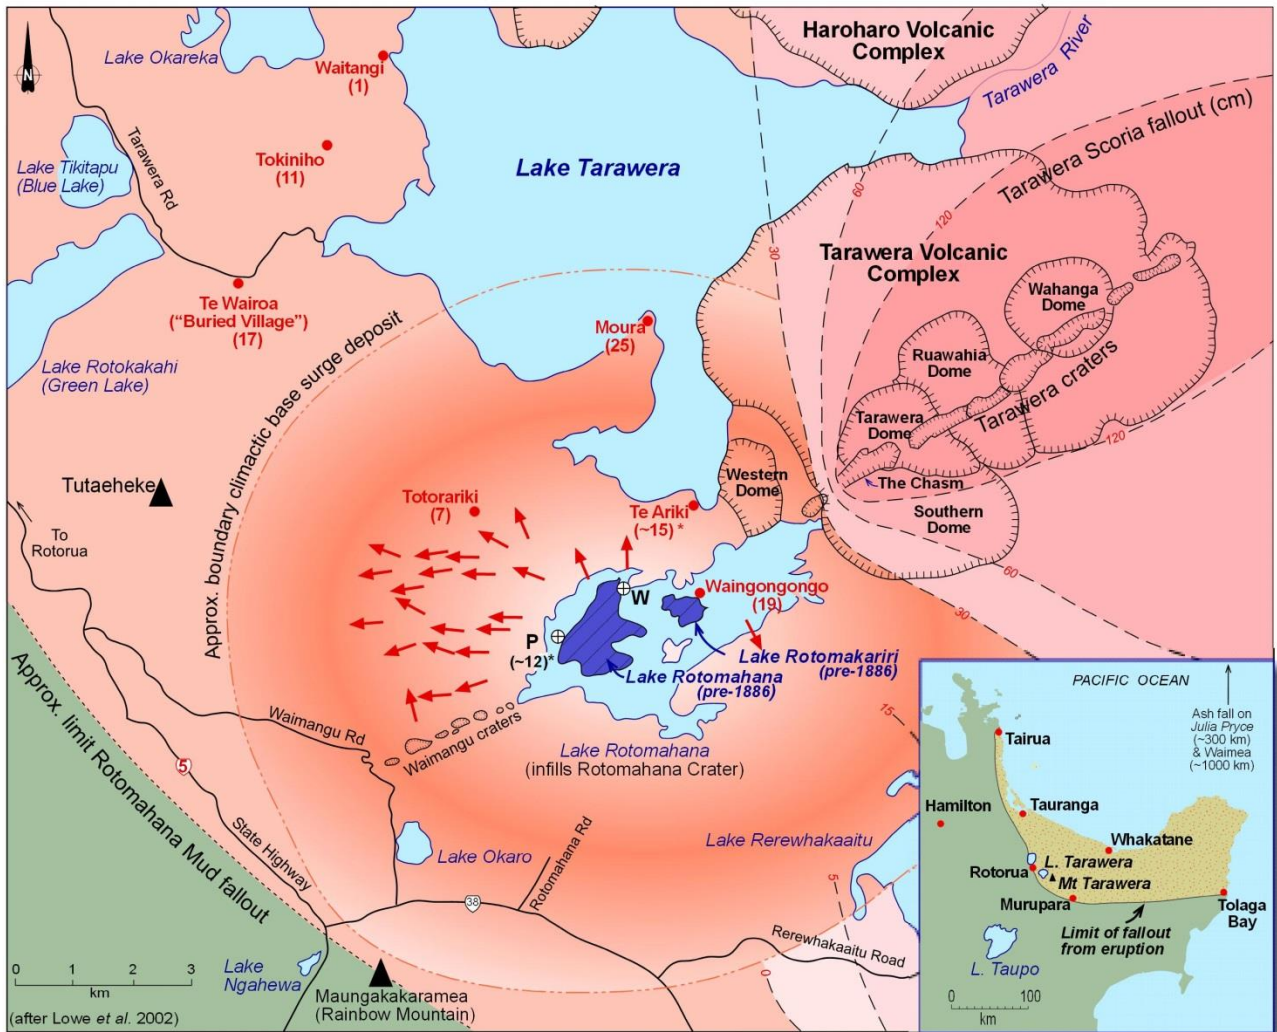 Haroharo Volcanic
Complex
Tarawera River
Lake Okareka
Waitangi
(1)
N
Tarawera Rd
Tokiniho
(11)
Lake Tikitapu
(Blue Lake)
Lake Tarawera
Tarawera Scoria fallout (cm)
60
120
30
Tarawera Volcanic
Complex
Te Wairoa
("Buried Village")
(17)
Wahanga
Dome
Moura
(25)
Lake Rotokakahi
(Green Lake)
Approx. boundary climactic base surge deposit
Ruawahia
Dome
Tarawera craters
Tarawera
Dome
120
Western
Dome
The Chasm
Tutaeheke
Totorariki
(7)
Te Ariki
(~15) *
Southern
Dome
To
Rotorua
60
Waingongongo
(19)
W
30
P
(~12)*
Lake Rotomakariri
(pre-1886)
Lake Rotomahana
(pre-1886)
Approx. limit Rotomahana Mud fallout
Waimangu Rd
Waimangu craters
15
Lake Rotomahana
(infills Rotomahana Crater)
5
State Highway
Lake Okaro
Rotomahana Rd
Lake Rerewhakaaitu
5
38
Rerewhakaaitu Road
0
Lake
Ngahewa
Maungakakaramea
(Rainbow Mountain)
0 1 2 3
km
(after Lowe et al. 2002)
PACIFIC OCEAN
Ash fall on
Julia Pryce
(~300 km)
& Waimea
(~1000 km)
Tairua
Hamilton
Tauranga
Whakatane
L. Tarawera
Rotorua
Mt Tarawera
Murupara
Tolaga
Bay
Limit of fallout
from eruption
L. Taupo
0 100
km